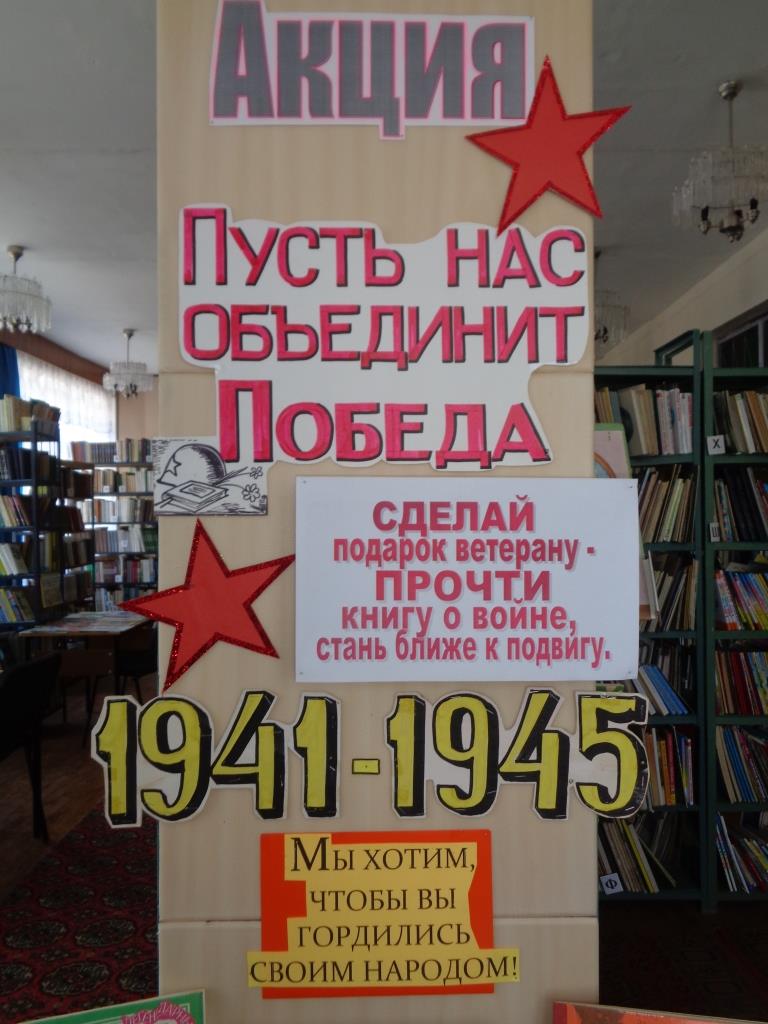 Акция
Пусть нас
объединит
Победа
СДЕЛАЙ
подарок ветерану -
ПРОЧТИ
книгу о войне,
стань ближе к подвигу.
1941-1945
Х
Мы хотим,
чтобы вы
гордились
своим народом!
Ф